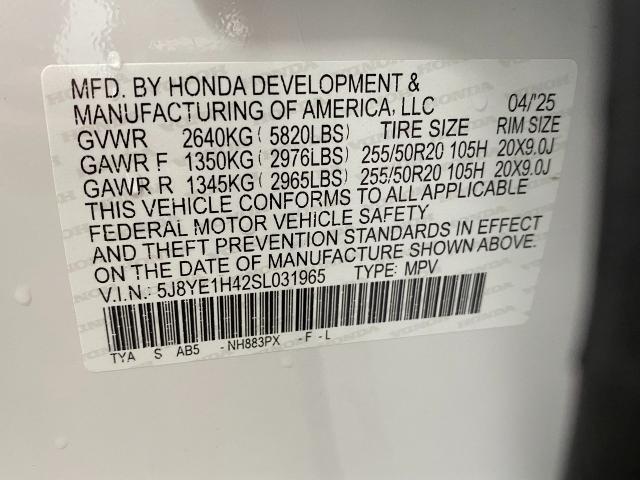 MFD. BY HONDA DEVELOPMENT &
MANUFACTURING OF AMERICA, LLC 04/'25
GVWR 2640KG ( 5820LBS) TIRE SIZE RIM SIZE
GAWR F 1350KG ( 2976LBS) 255/50R20 105H 20X9.0J
GAWR R 1345KG ( 2965LBS) 255/50R20 105H 20X9.0J
THIS VEHICLE CONFORMS TO ALL APPLICABLE
FEDERAL MOTOR VEHICLE SAFETY
AND THEFT PREVENTION STANDARDS IN EFFECT
ON THE DATE OF MANUFACTURE SHOWN ABOVE.
V.I.N.: 5J8YE1H42SL031965 TYPE: MPV
TYA S AB5 - NH883PX - F - L